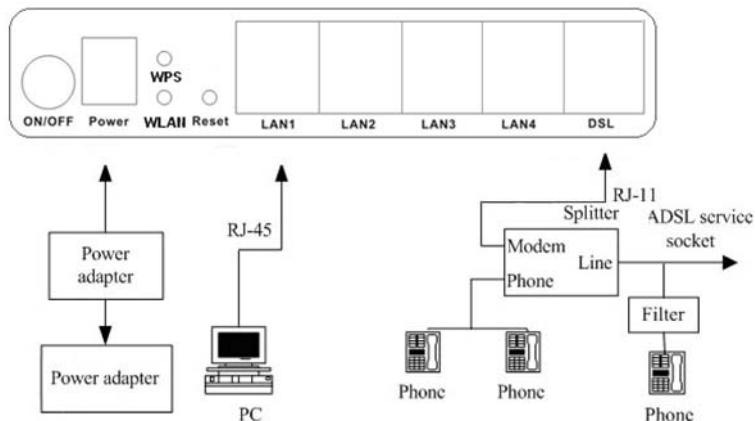 WPS
ON/OFF Power WLAN Reset LAN1 LAN2 LAN3 LAN4 DSL
RJ-45
RJ-11
Splitter
ADSL service
socket
Power
adapter
Modem
Line
Phone
Filter
Power adapter
PC
Phone
Phone
Phone